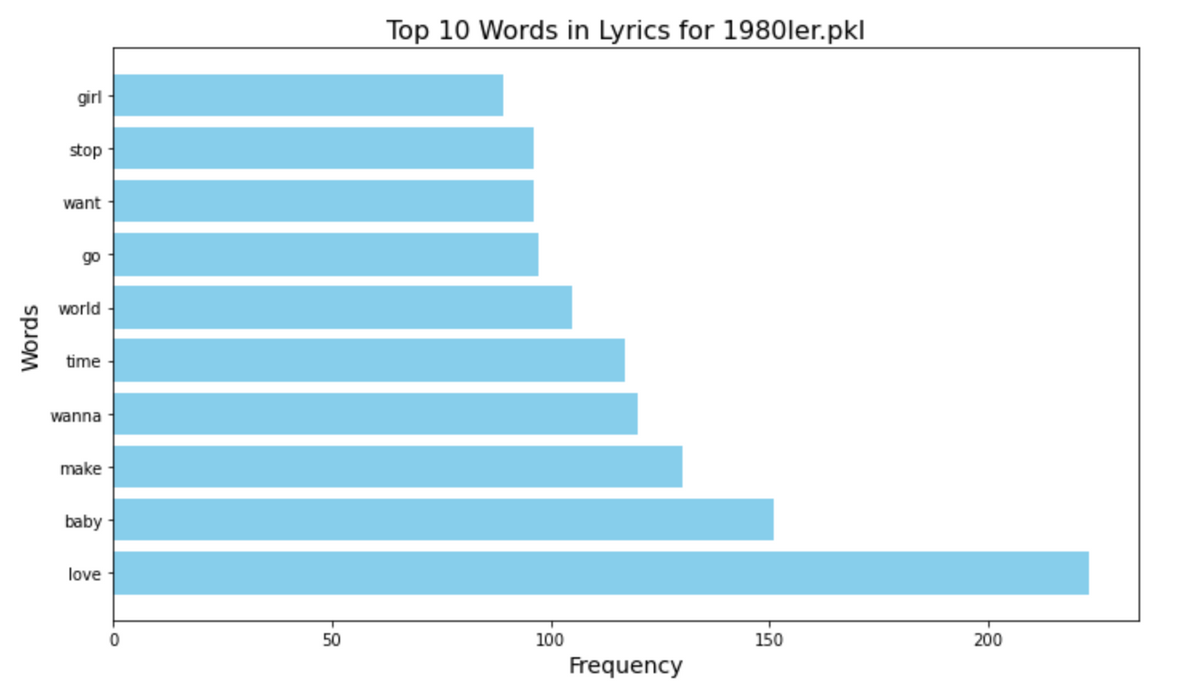 Top 10 Words in Lyrics for 1980ler.pkl
girl
stop
want
go
world
time
wanna
make
baby
love
Words
0 50 100 150 200
Frequency